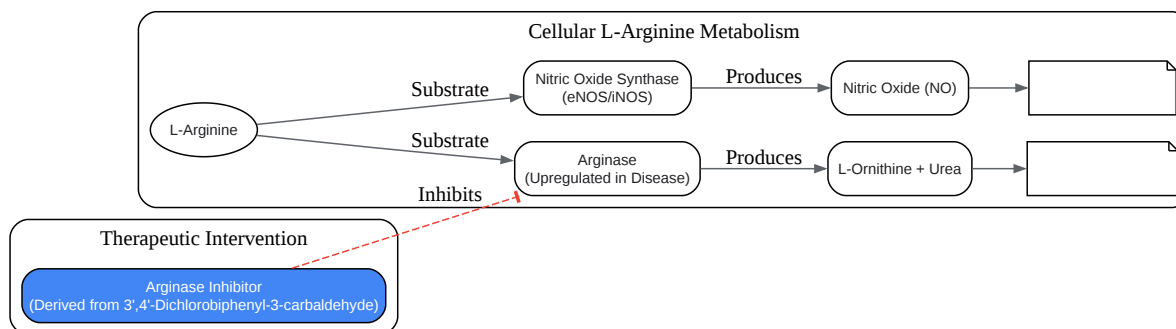 Cellular L-Arginine Metabolism
Substrate
Nitric Oxide Synthase
(eNOS/iNOS)
Produces
Nitric Oxide (NO)
L-Arginine
Substrate
Arginase
(Upregulated in Disease)
Produces
L-Ornithine + Urea
Inhibits
Therapeutic Intervention
Arginase Inhibitor
(Derived from 3',4'-Dichlorobiphenyl-3-carbaldehyde)